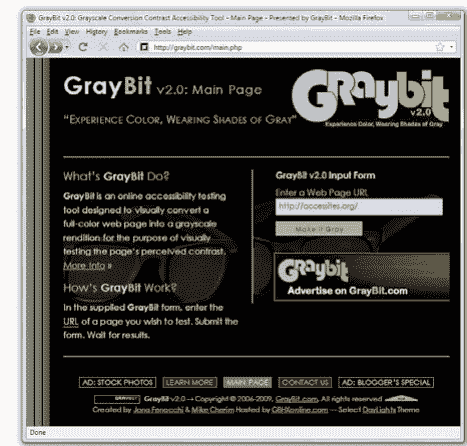 GrayBit v2.0: Grayscale Conversion Contrast Accessibility Tool - Main Page - Presented by GrayBit - Mozilla Firefox
File Edit View History Bookmarks Tools Help
http://graybit.com/main.php
GrayBit v2.0: Main Page
Graybit
v2.0
Experience Color, Wearing Shades of Gray
"Experience Color, Wearing Shades of Gray"
What's GrayBit Do?
GrayBit is an online accessibility testing
tool designed to visually convert a
full-color web page into a grayscale
rendition for the purpose of visually
testing the page's perceived contrast.
More Info »
How's GrayBit Work?
In the supplied GrayBit form, enter the
URL of a page you wish to test. Submit the
form. Wait for results.
GrayBit v2.0 Input Form
Enter a Web Page URL
http://accessites.org/
Make it Gray
Graybit
Advertise on GrayBit.com
AD: STOCK PHOTOS LEARN MORE MAIN PAGE CONTACT US AD: BLOGGER'S SPECIAL
GrayBit v2.0 → Copyright © 2006-2009, GrayBit.com. All rights reserved
Created by Jona Fenocchi & Mike Cherim Hosted by GBHXonline.com — Select DayLights Theme
Done